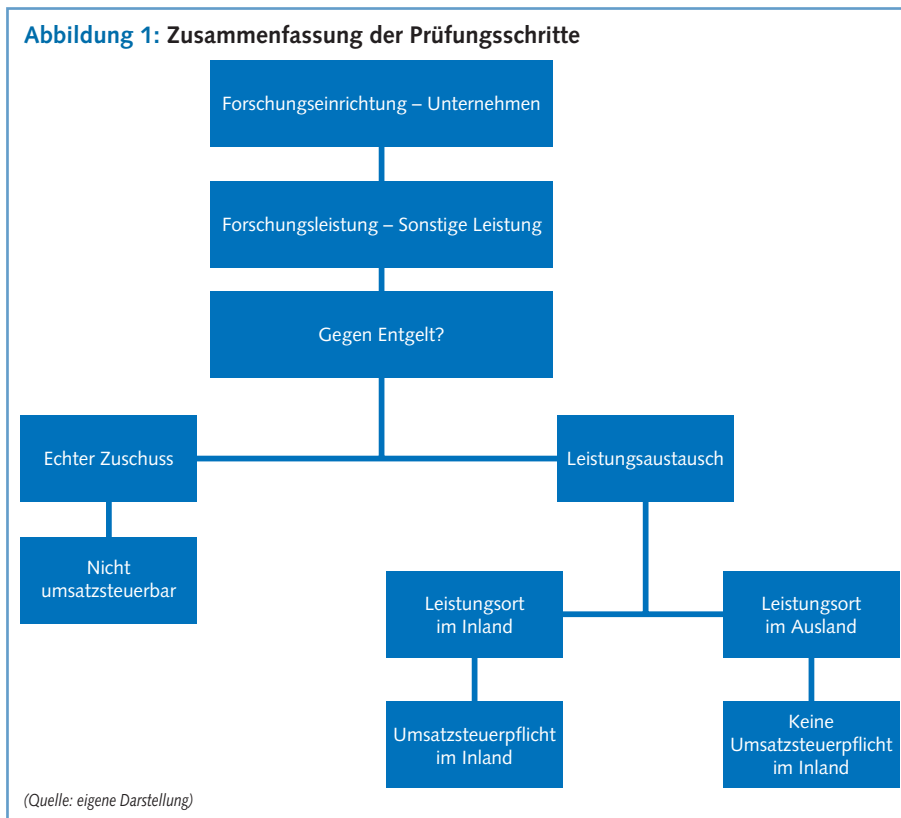 Abbildung 1: Zusammenfassung der Prüfungsschritte
Forschungseinrichtung – Unternehmen
Forschungsleistung – Sonstige Leistung
Gegen Entgelt?
Echter Zuschuss
Leistungsaustausch
Nicht
umsatzsteuerbar
Leistungsort
im Inland
Leistungsort
im Ausland
Umsatzsteuerpflicht
im Inland
Keine
Umsatzsteuerpflicht
im Inland
(Quelle: eigene Darstellung)